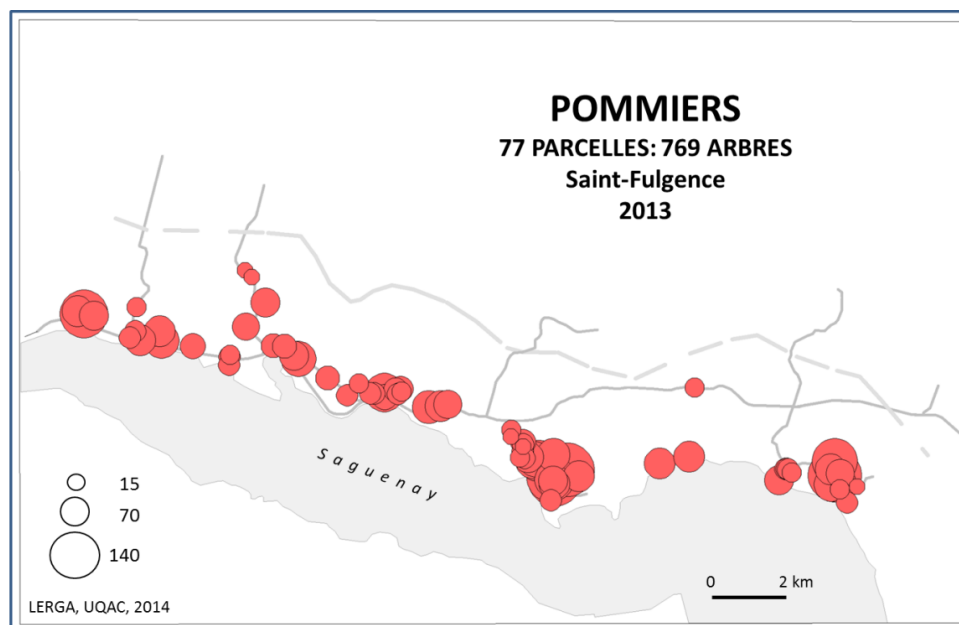 POMMIERS
77 PARCELLES: 769 ARBRES
Saint-Fulgence
2013
Saguenay
15
70
140
0 2 km
LERGA, UQAC, 2014